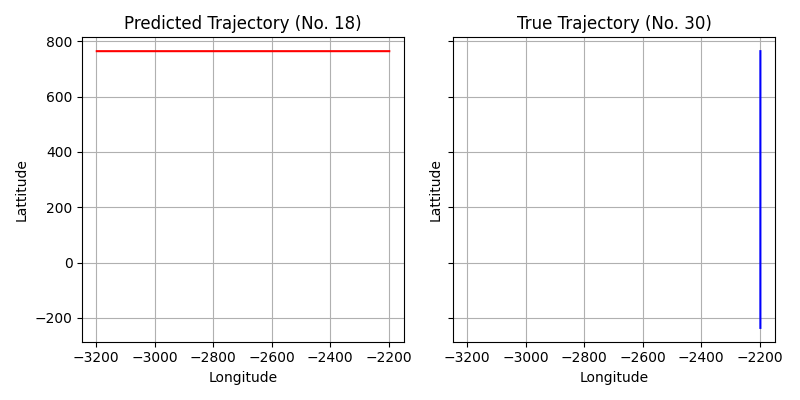 Predicted Trajectory (No. 18)
800
600
400
200
0
−200
Lattitude
−3200 −3000 −2800 −2600 −2400 −2200
Longitude
True Trajectory (No. 30)
Lattitude
−3200 −3000 −2800 −2600 −2400 −2200
Longitude